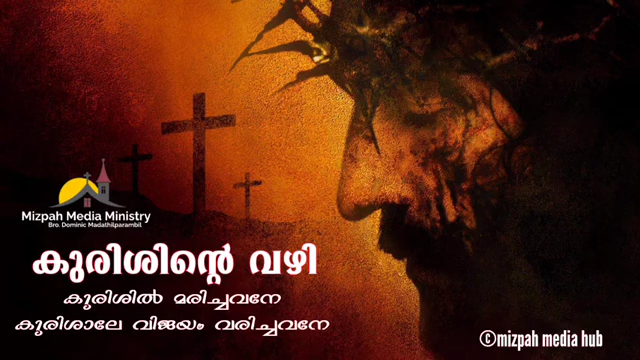 Mizpah Media Ministry
Bro. Dominic Madathilparambil
കുരിശിന്റെ വഴി
കുരിശിൽ മരിച്ചവനേ
കുരിശാലേ വിജയം വരിച്ചവനേ
©mizpah media hub